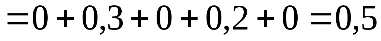 =0 + 0,3 + 0 + 0,2 + 0 =0,5